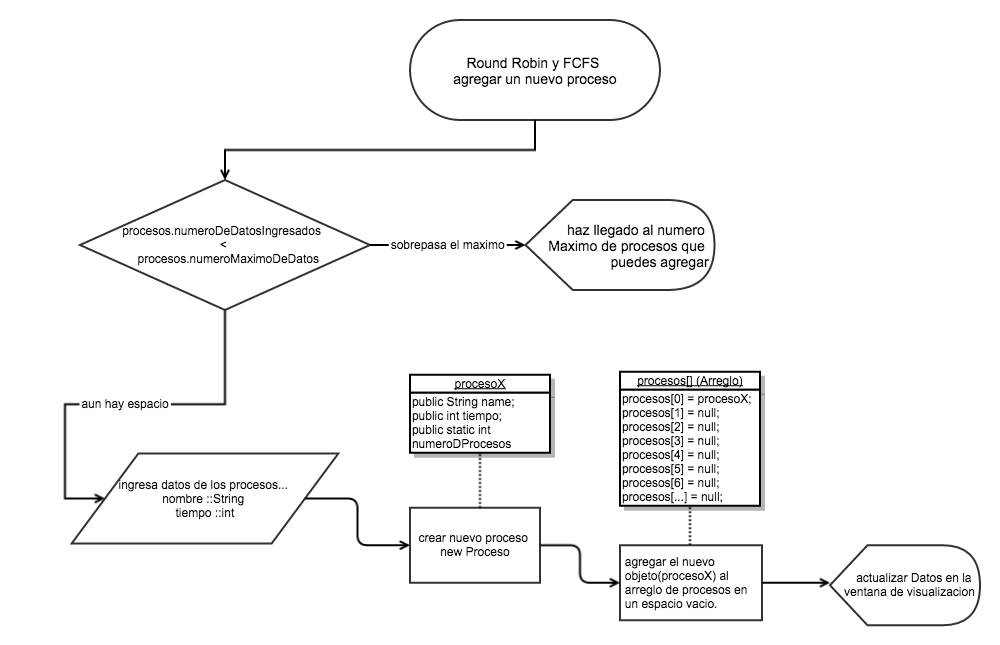 Round Robin y FCFS
agregar un nuevo proceso
procesos.numeroDeDatosIngresados
<
procesos.numeroMaximoDeDatos
sobrepasa el maximo
haz llegado al numero
Maximo de procesos que
puedes agregar
aun hay espacio
ingresa datos de los procesos...
nombre ::String
tiempo ::int
procesoX
public String name;
public int tiempo;
public static int
numeroDProcesos
crear nuevo proceso
new Proceso
procesos[] (Arreglo)
procesos[0] = procesoX;
procesos[1] = null;
procesos[2] = null;
procesos[3] = null;
procesos[4] = null;
procesos[5] = null;
procesos[6] = null;
procesos[...] = null;
agregar el nuevo
objeto(procesoX) al
arreglo de procesos en
un espacio vacio.
actualizar Datos en la
ventana de visualizacion